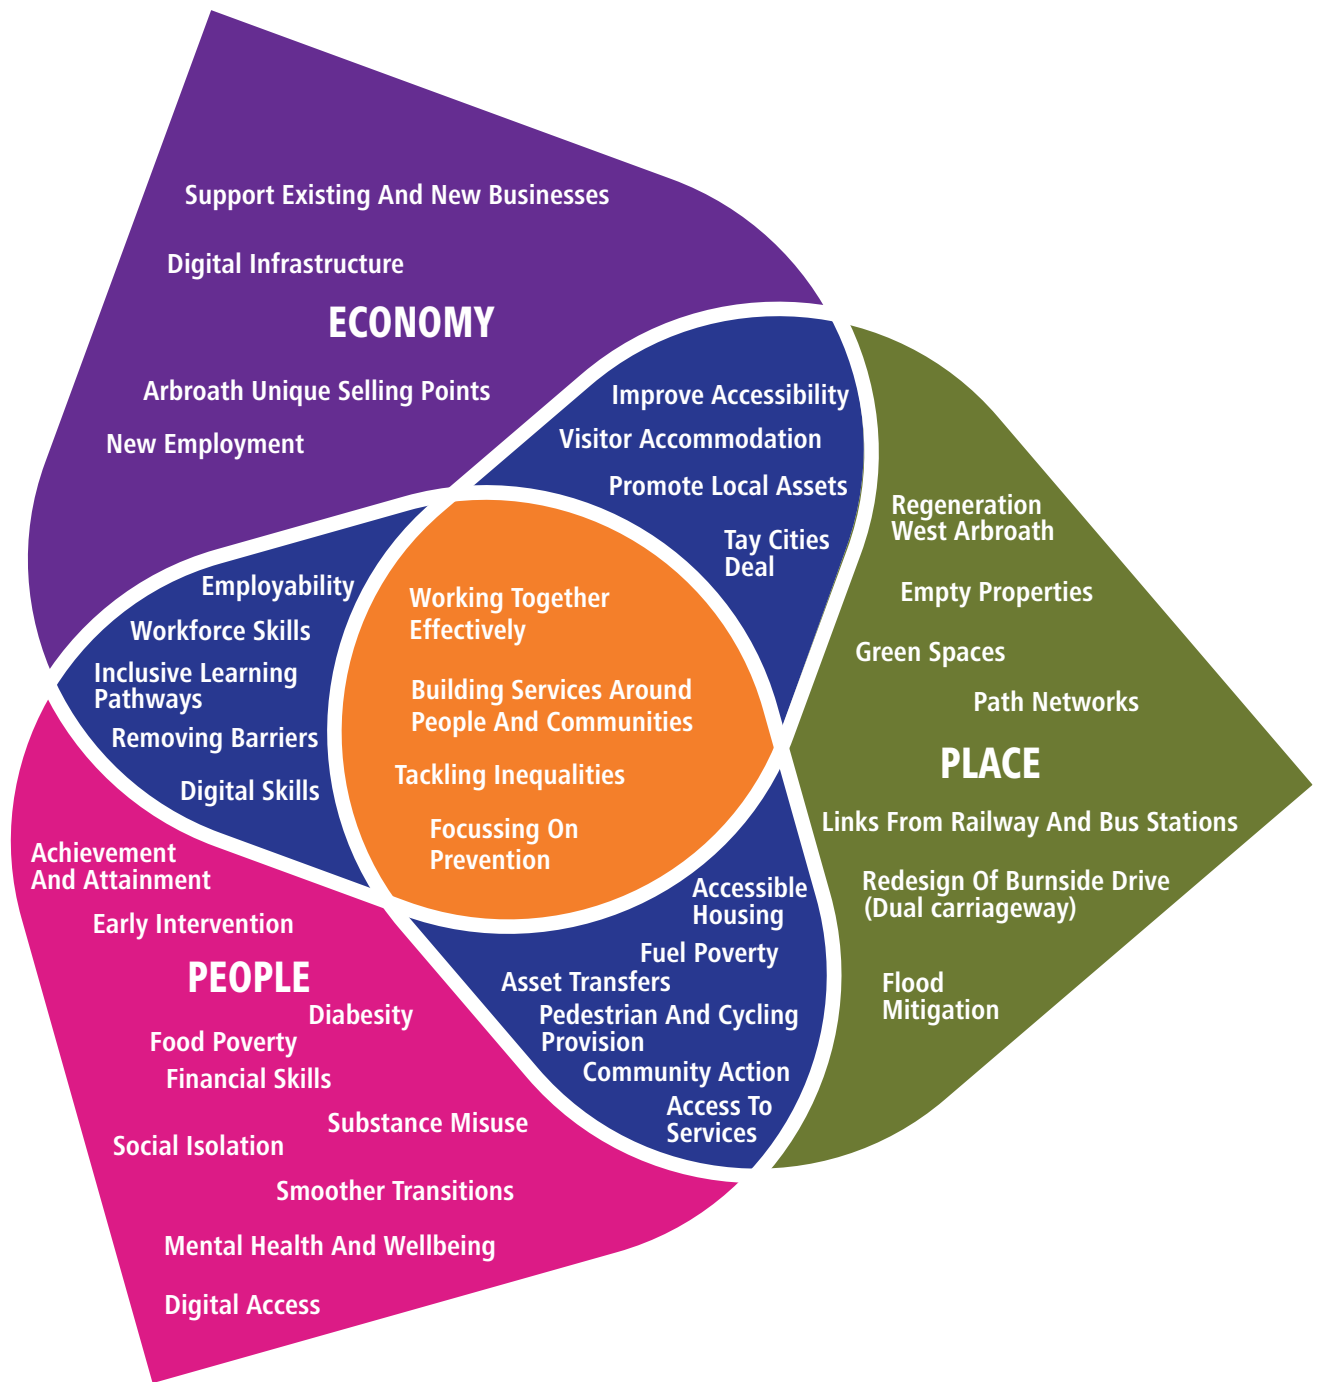 Support Existing And New Businesses
Digital Infrastructure
ECONOMY
Arbroath Unique Selling Points
New Employment
Improve Accessibility
Visitor Accommodation
Promote Local Assets
Tay Cities
Deal
Employability
Workforce Skills
Inclusive Learning
Pathways
Removing Barriers
Digital Skills
Working Together
Effectively
Building Services Around
People And Communities
Tackling Inequalities
Focussing On
Prevention
Regeneration
West Arbroath
Empty Properties
Green Spaces
Path Networks
PLACE
Links From Railway And Bus Stations
Redesign Of Burnside Drive
(Dual carriageway)
Flood
Mitigation
Accessible
Housing
Fuel Poverty
Asset Transfers
Pedestrian And Cycling
Provision
Community Action
Access To
Services
Achievement
And Attainment
Early Intervention
PEOPLE
Diabesity
Food Poverty
Financial Skills
Substance Misuse
Social Isolation
Smoother Transitions
Mental Health And Wellbeing
Digital Access